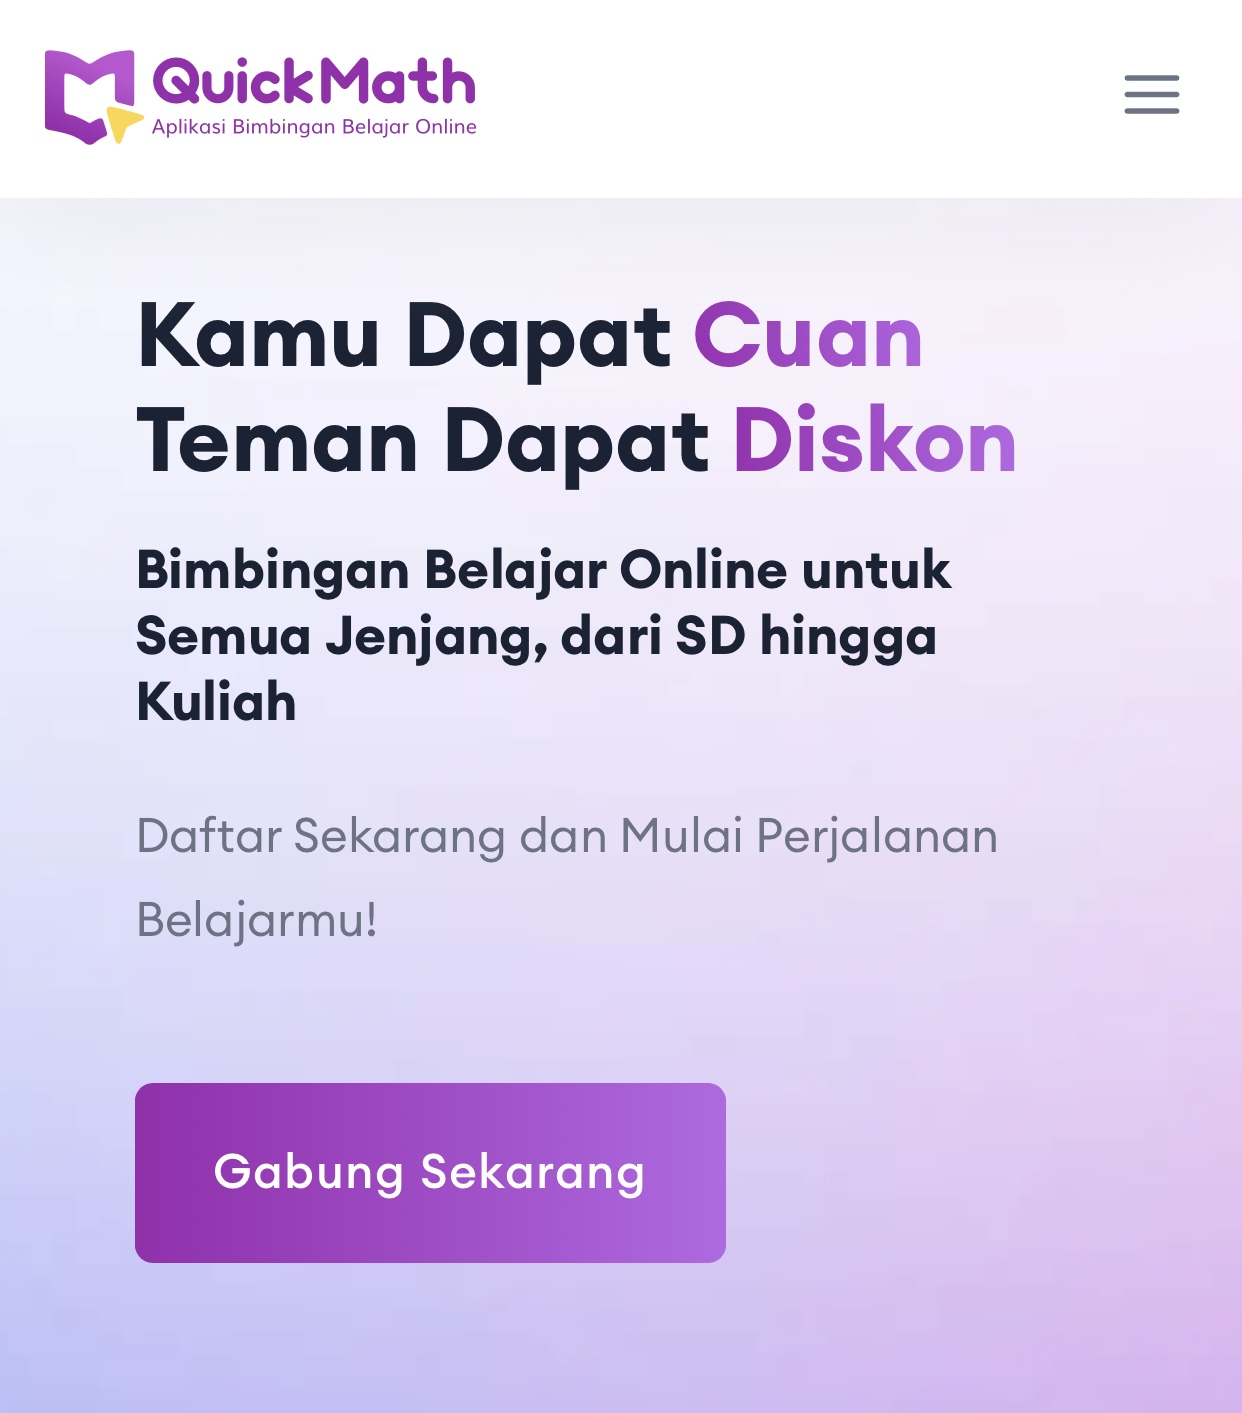 QuickMath
Aplikasi Bimbingan Belajar Online
Kamu Dapat Cuan
Teman Dapat Diskon
Bimbingan Belajar Online untuk
Semua Jenjang, dari SD hingga
Kuliah
Daftar Sekarang dan Mulai Perjalanan
Belajarmu!
Gabung Sekarang